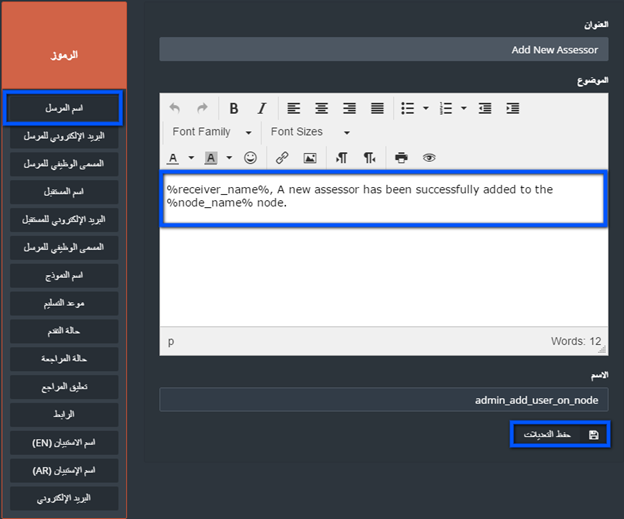 الرموز
اسم المرسل
البريد الإلكتروني للمرسل
المسمى الوظيفي للمرسل
اسم المستقبل
البريد الإلكتروني للمستقبل
المسمى الوظيفي للمرسل
اسم النموذج
موعد التسليم
حالة التقدم
حالة المراجعة
تعليق المراجع
الرابط
اسم الاستبيان (EN)
اسم الإستبيان (AR)
البريد الإلكتروني
العنوان
Add New Assessor
الموضوع
Font Family
Font Sizes
%receiver_name%, A new assessor has been successfully added to the
%node_name% node.
p
Words: 12
الاسم
admin_add_user_on_node
حفظ التحديثات